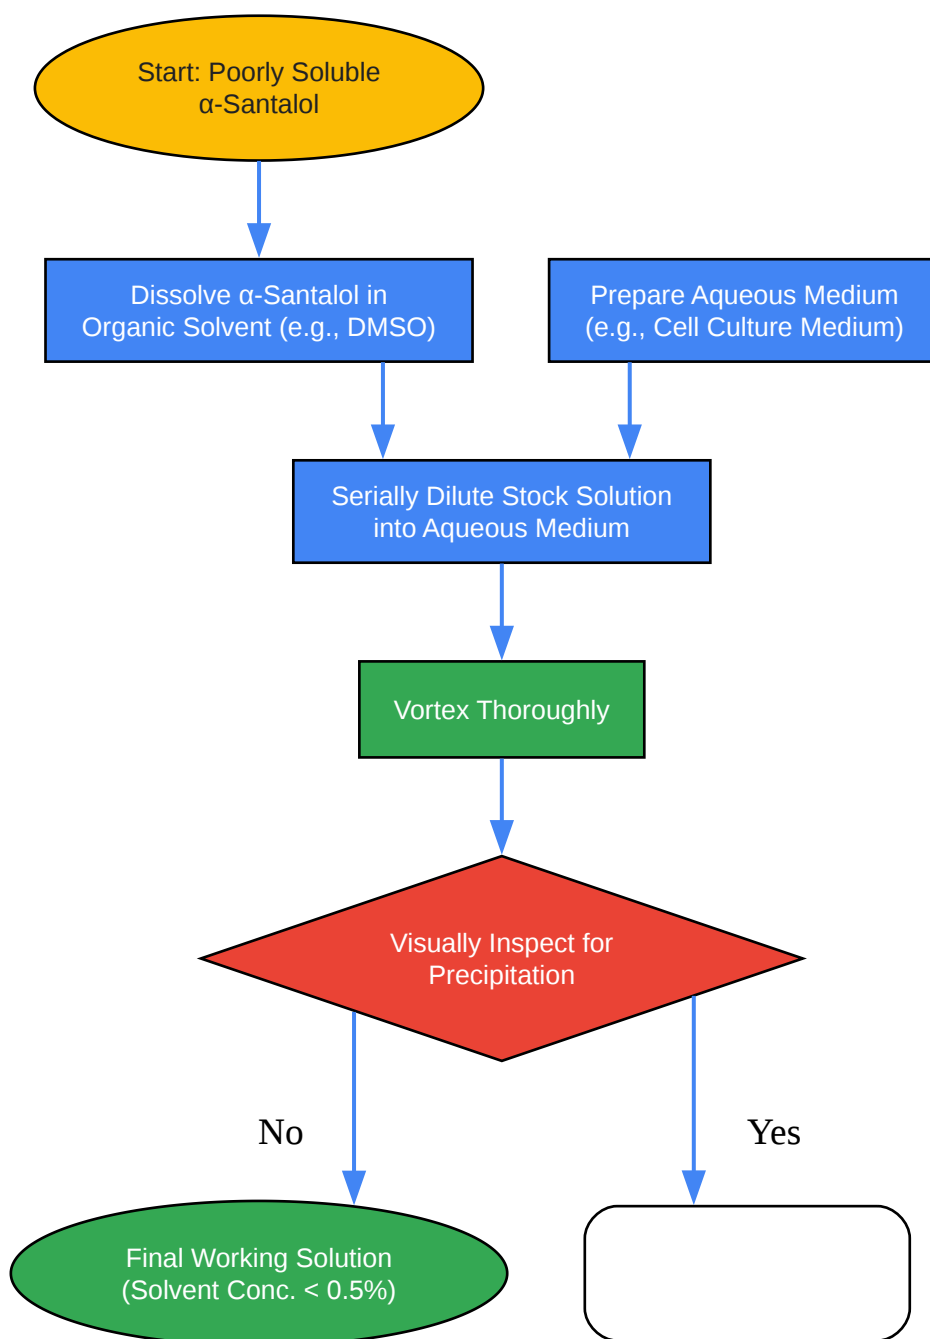 Start: Poorly Soluble
α-Santalol
Dissolve α-Santalol in
Organic Solvent (e.g., DMSO)
Prepare Aqueous Medium
(e.g., Cell Culture Medium)
Serially Dilute Stock Solution
into Aqueous Medium
Vortex Thoroughly
Visually Inspect for
Precipitation
No
Yes
Final Working Solution
(Solvent Conc. < 0.5%)